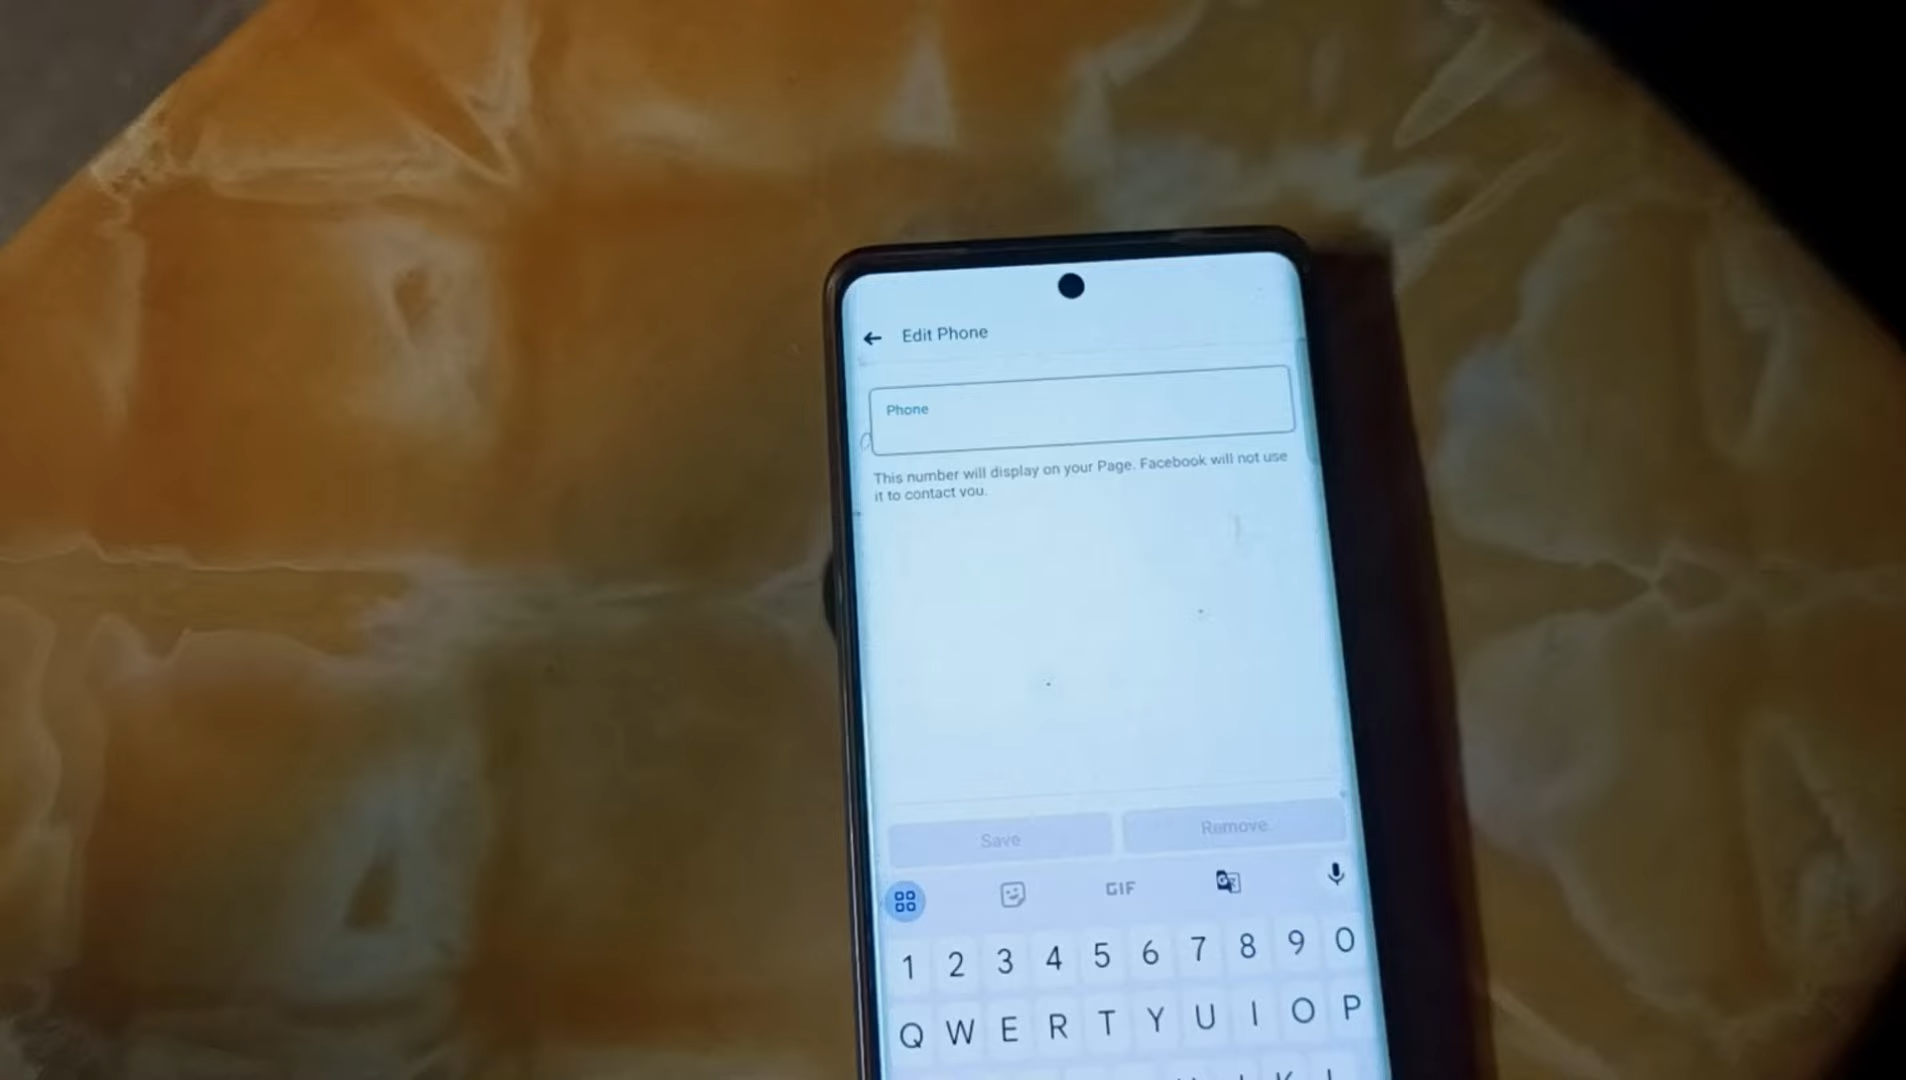 Edit Phone
Phone
This number will display on your Page. Facebook will not use
it to contact you.
Save
Remove
GIF
1 2 3 4 5 6 7 8 9 0
Q W E R T Y U I O P